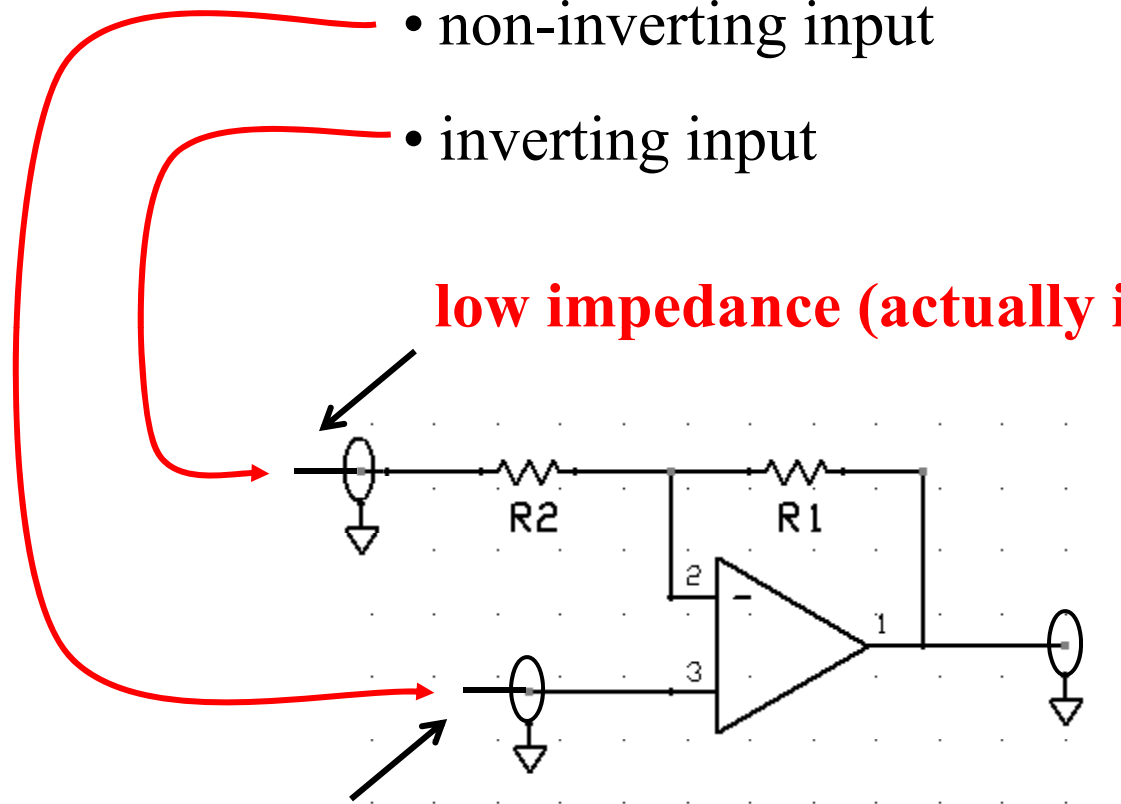 • non-inverting input
• inverting input
low impedance (actually i
R2 R1
2
–
1
3